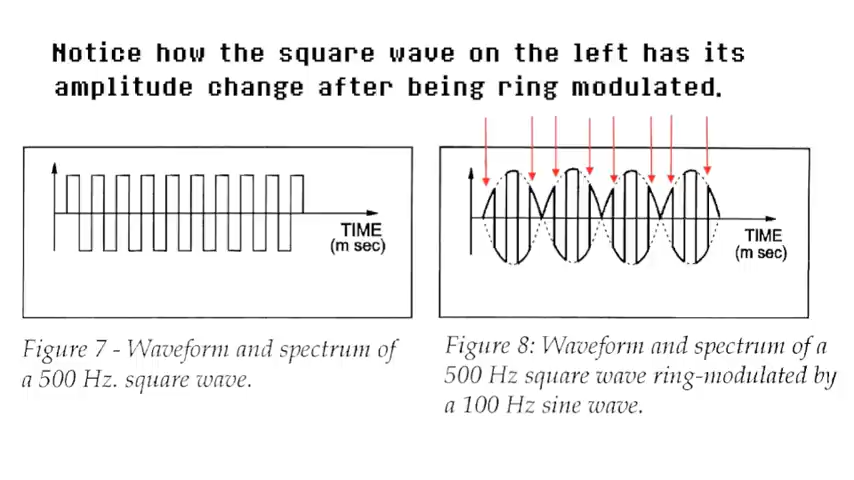 Notice how the square wave on the left has its
amplitude change after being ring modulated.
TIME
(m sec)
TIME
(m sec)
Figure 7 - Waveform and spectrum of
a 500 Hz. square wave.
Figure 8: Waveform and spectrum of a
500 Hz square wave ring-modulated by
a 100 Hz sine wave.